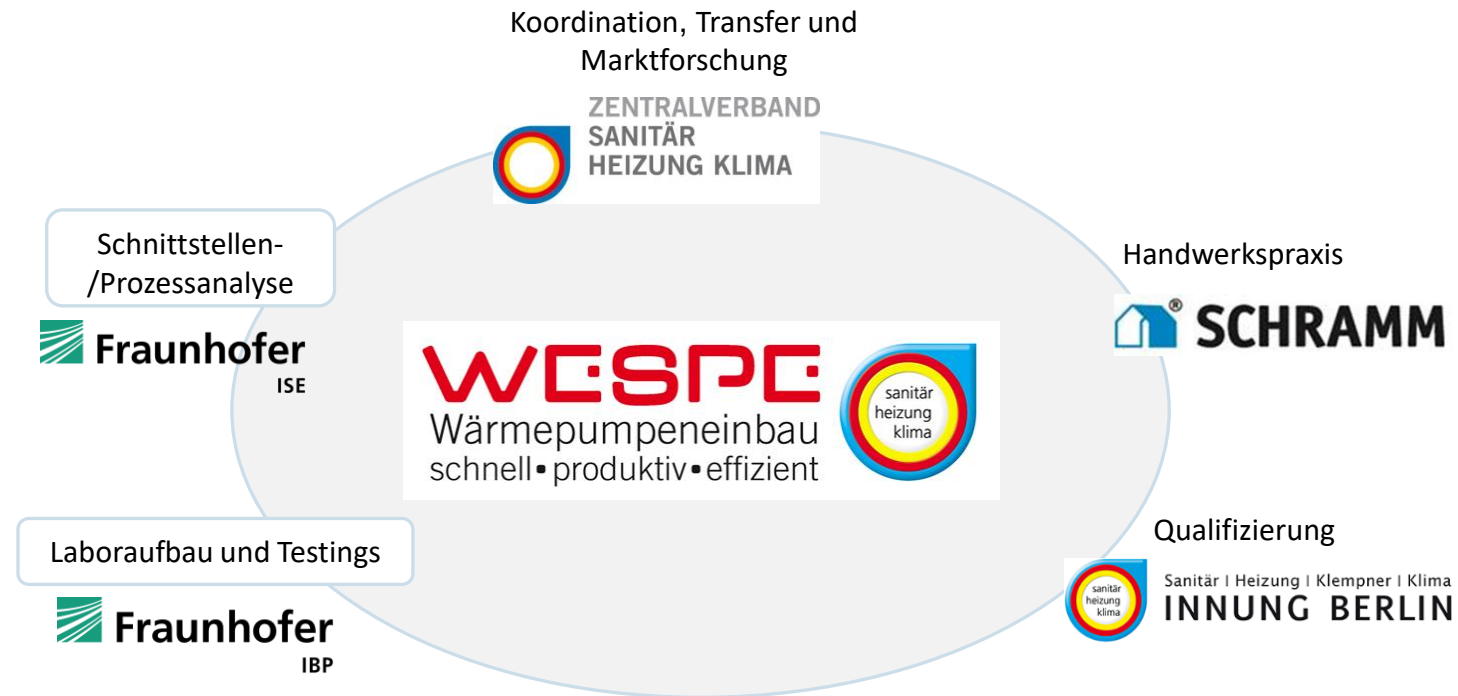 Koordination, Transfer und
Marktforschung
ZENTRALVERBAND
SANITÄR
HEIZUNG KLIMA
Schnittstellen-
/Prozessanalyse
Fraunhofer
ISE
Handwerkspraxis
® SCHRAMM
WESPE
Wärmepumpeneinbau
schnell•produktiv•effizient
sanitär
heizung
klima
Laboraufbau und Testings
Fraunhofer
IBP
Qualifizierung
sanitär
heizung
klima
Sanitär I Heizung I Klempner I Klima
INNUNG BERLIN